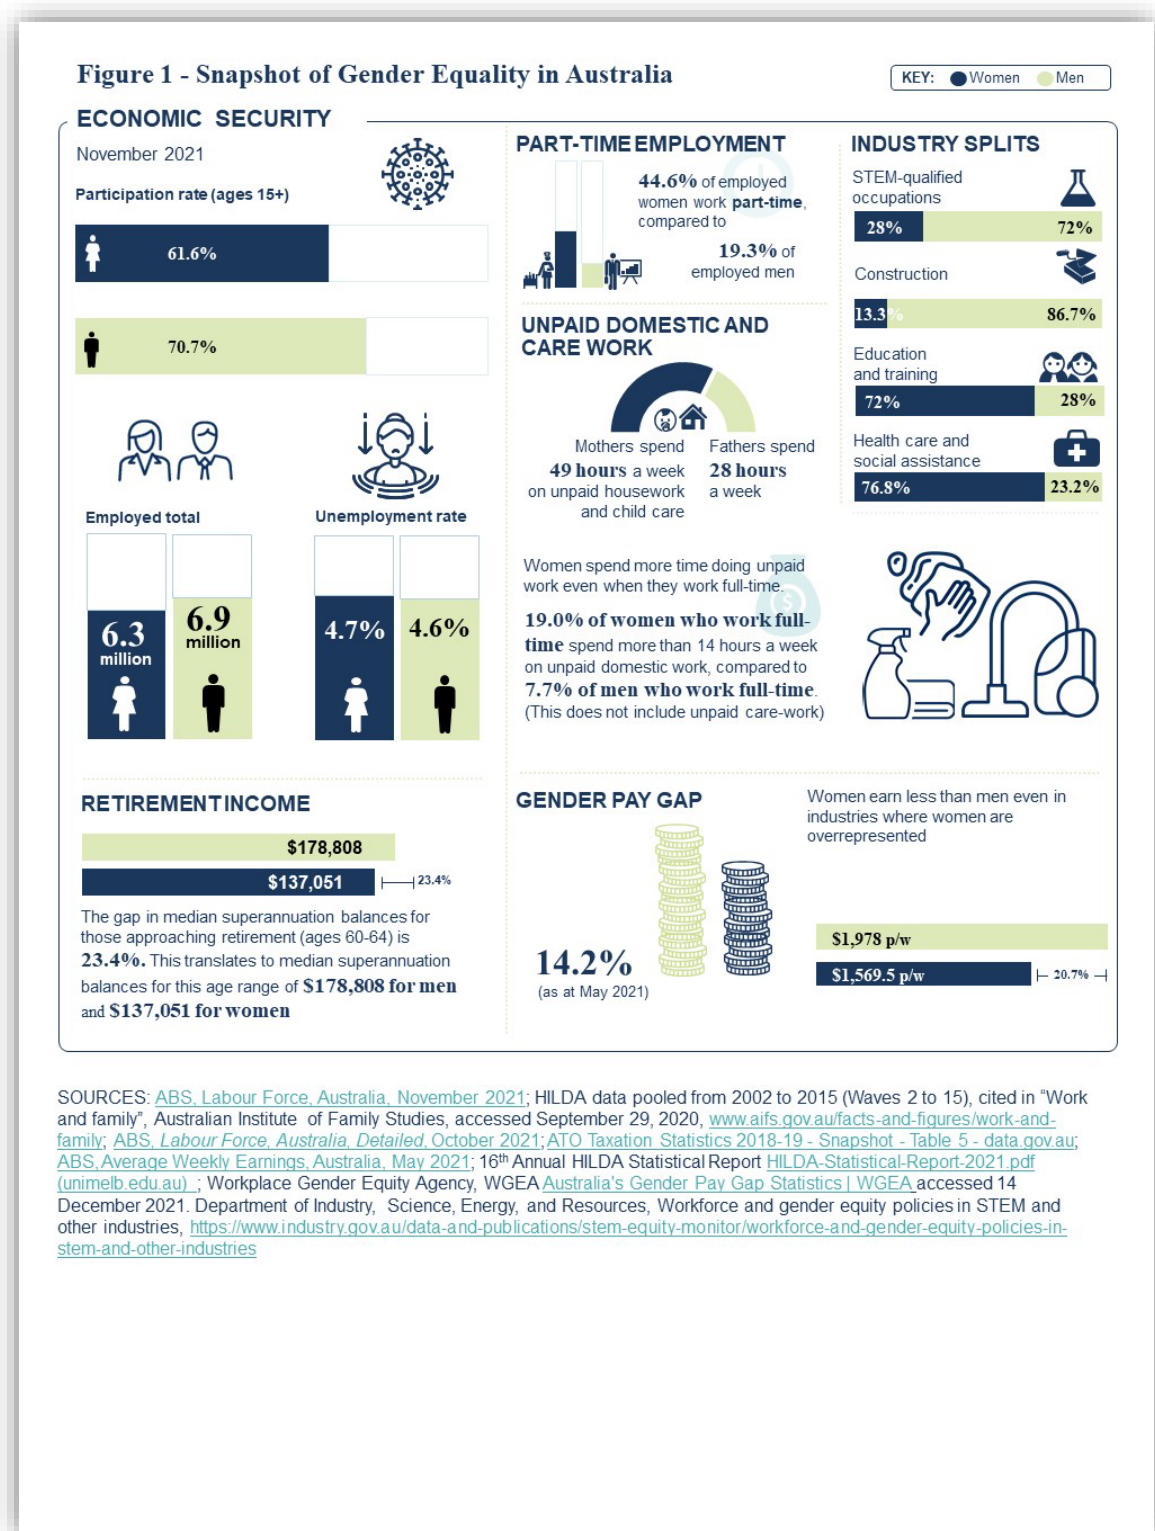 Figure 1 - Snapshot of Gender Equality in Australia
KEY: Women Men
ECONOMIC SECURITY
November 2021
Participation rate (ages 15+)
61.6%
70.7%
Employed total
6.3
million
6.9
million
Unemployment rate
4.7%
4.6%
RETIREMENT INCOME
$178,808
$137,051
23.4%
The gap in median superannuation balances for
those approaching retirement (ages 60-64) is
23.4%. This translates to median superannuation
balances for this age range of $178,808 for men
and $137,051 for women
PART-TIME EMPLOYMENT
44.6% of employed
women work part-time,
compared to
19.3% of
employed men
UNPAID DOMESTIC AND
CARE WORK
Mothers spend
49 hours a week
on unpaid housework
and child care
Fathers spend
28 hours
a week
Women spend more time doing unpaid
work even when they work full-time.
19.0% of women who work full-
time spend more than 14 hours a week
on unpaid domestic work, compared to
7.7% of men who work full-time.
(This does not include unpaid care-work)
INDUSTRY SPLITS
STEM-qualified
occupations
28% 72%
Construction
13.3% 86.7%
Education
and training
72% 28%
Health care and
social assistance
76.8% 23.2%
GENDER PAY GAP
14.2%
(as at May 2021)
Women earn less than men even in
industries where women are
overrepresented
$1,978 p/w
$1,569.5 p/w
20.7%
SOURCES: ABS, Labour Force, Australia, November 2021; HILDA data pooled from 2002 to 2015 (Waves 2 to 15), cited in “Work
and family”, Australian Institute of Family Studies, accessed September 29, 2020, www.aifs.gov.au/facts-and-figures/work-and-
family; ABS, Labour Force, Australia, Detailed, October 2021; ATO Taxation Statistics 2018-19 - Snapshot - Table 5 - data.gov.au;
ABS, Average Weekly Earnings, Australia, May 2021; 16th Annual HILDA Statistical Report HILDA-Statistical-Report-2021.pdf
(unimelb.edu.au) ; Workplace Gender Equity Agency, WGEA Australia's Gender Pay Gap Statistics | WGEA accessed 14
December 2021. Department of Industry, Science, Energy, and Resources, Workforce and gender equity policies in STEM and
other industries, https://www.industry.gov.au/data-and-publications/stem-equity-monitor/workforce-and-gender-equity-policies-in-
stem-and-other-industries